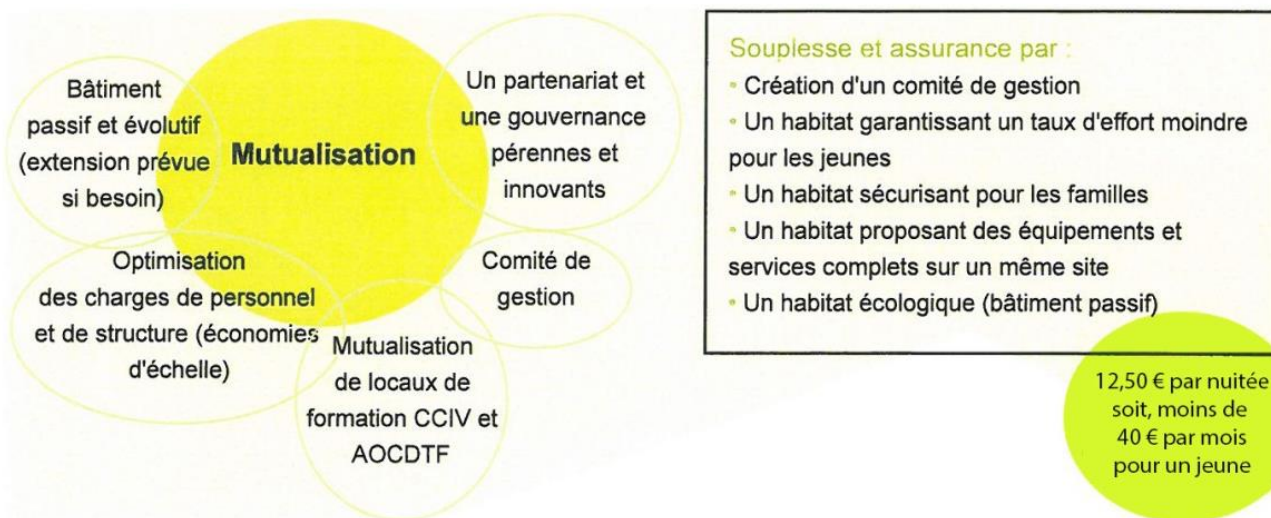 Bâtiment
passif et évolutif
(extension prévue
si besoin)
Mutualisation
Un partenariat et
une gouvernance
pérennes et
innovants
Optimisation
des charges de personnel
et de structure (économies
d'échelle)
Mutualisation
de locaux de
formation CCIV et
AOCDTF
Comité de
gestion
Souplesse et assurance par :
• Création d'un comité de gestion
• Un habitat garantissant un taux d'effort moindre
pour les jeunes
• Un habitat sécurisant pour les familles
• Un habitat proposant des équipements et
services complets sur un même site
• Un habitat écologique (bâtiment passif)
12,50 € par nuitée
soit, moins de
40 € par mois
pour un jeune